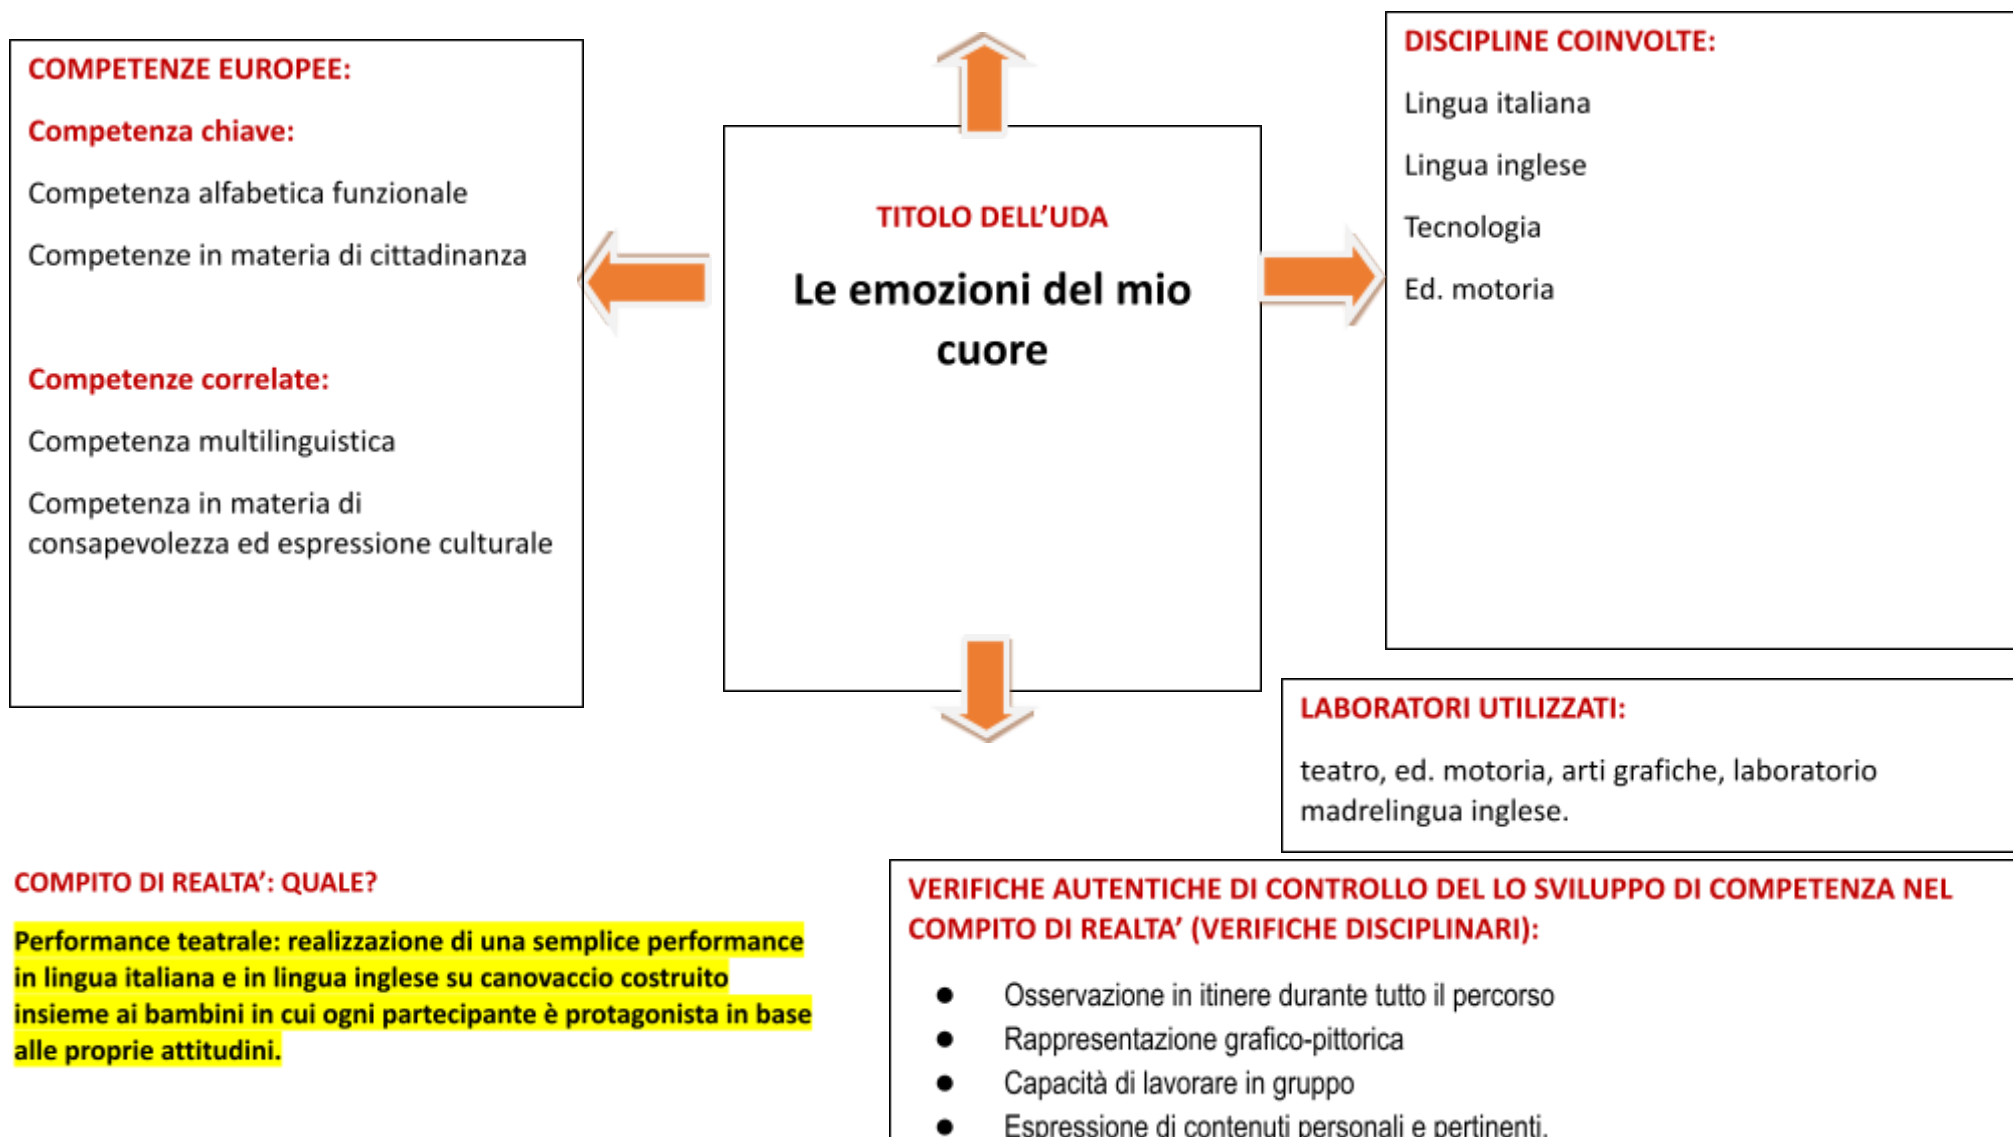 COMPETENZE EUROPEE:
Competenza chiave:
Competenza alfabetica funzionale
Competenze in materia di cittadinanza
Competenze correlate:
Competenza multilinguistica
Competenza in materia di
consapevolezza ed espressione culturale
TITOLO DELL’UDA
Le emozioni del mio
cuore
DISCIPLINE COINVOLTE:
Lingua italiana
Lingua inglese
Tecnologia
Ed. motoria
LABORATORI UTILIZZATI:
teatro, ed. motoria, arti grafiche, laboratorio
madrelingua inglese.
COMPITO DI REALTA’: QUALE?
Performance teatrale: realizzazione di una semplice performance
in lingua italiana e in lingua inglese su canovaccio costruito
insieme ai bambini in cui ogni partecipante è protagonista in base
alle proprie attitudini.
VERIFICHE AUTENTICHE DI CONTROLLO DEL LO SVILUPPO DI COMPETENZA NEL
COMPITO DI REALTA’ (VERIFICHE DISCIPLINARI):
● Osservazione in itinere durante tutto il percorso
● Rappresentazione grafico-pittorica
● Capacità di lavorare in gruppo
● Espressione di contenuti personali e pertinenti.